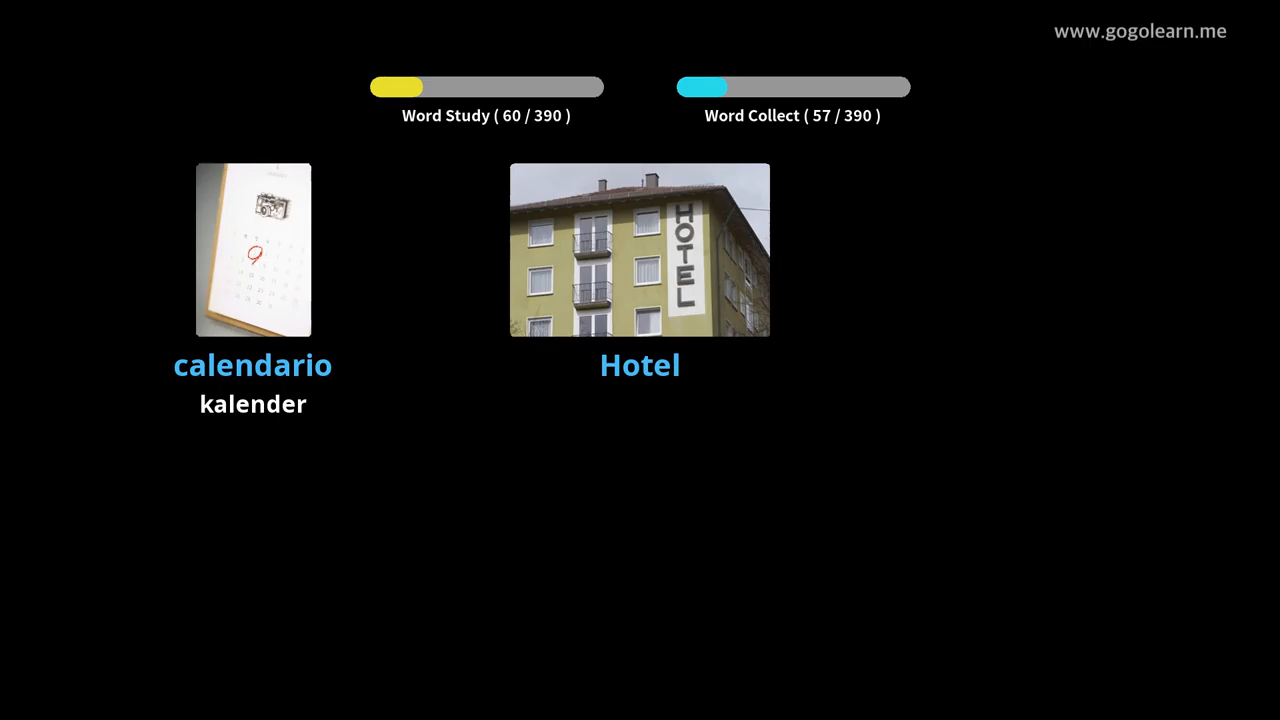 www.gogolearn.me
Word Study ( 60 / 390 )
Word Collect ( 57 / 390 )
HOTEL
calendario
Hotel
kalender